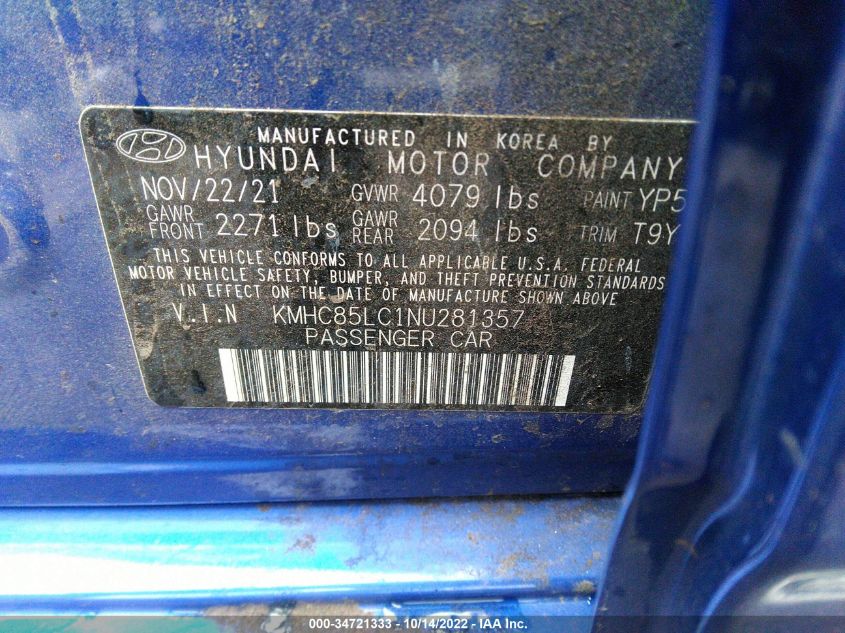 MANUFACTURED IN KOREA BY
HYUNDAI MOTOR COMPANY
NOV/22/21 GVWR 4079 lbs PAINT YP5
GAWR FRONT 2271 lbs GAWR REAR 2094 lbs TRIM T9Y
THIS VEHICLE CONFORMS TO ALL APPLICABLE U.S.A. FEDERAL
MOTOR VEHICLE SAFETY, BUMPER, AND THEFT PREVENTION STANDARDS
IN EFFECT ON THE DATE OF MANUFACTURE SHOWN ABOVE
V.I.N KMHC85LC1NU281357
PASSENGER CAR
000-34721333 - 10/14/2022 - IAA Inc.